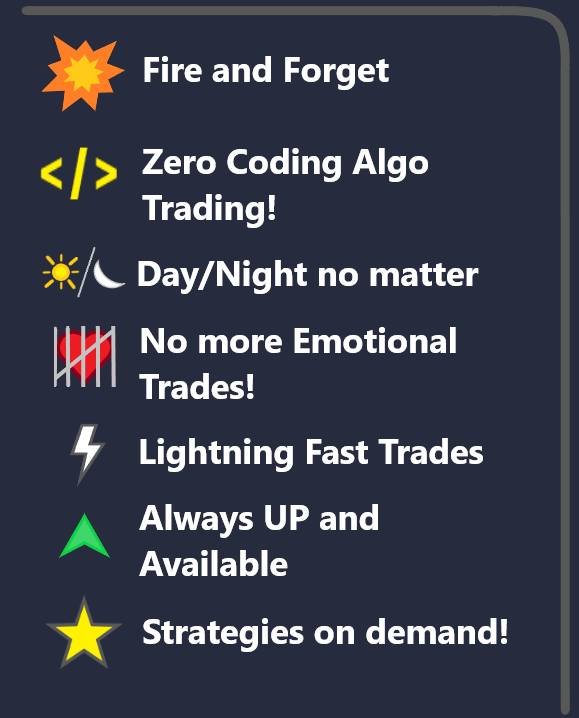 Fire and Forget
Zero Coding Algo
Trading!
Day/Night no matter
No more Emotional
Trades!
Lightning Fast Trades
Always UP and
Available
Strategies on demand!